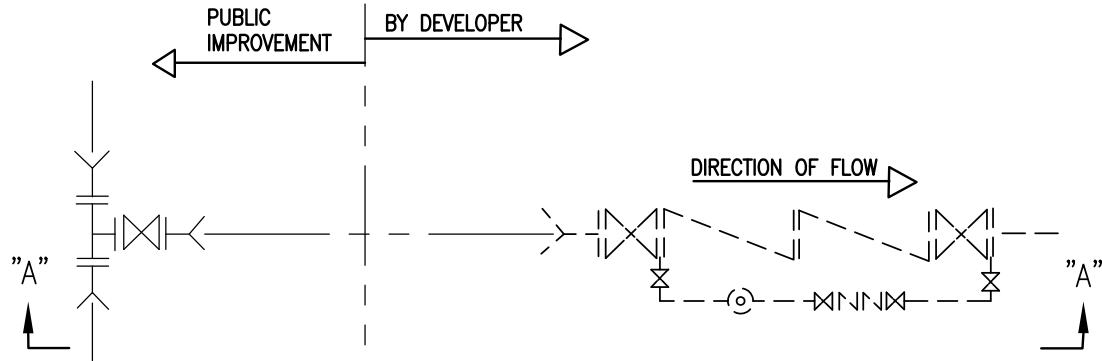 PUBLIC
IMPROVEMENT
BY DEVELOPER
DIRECTION OF FLOW
"A"
"A"